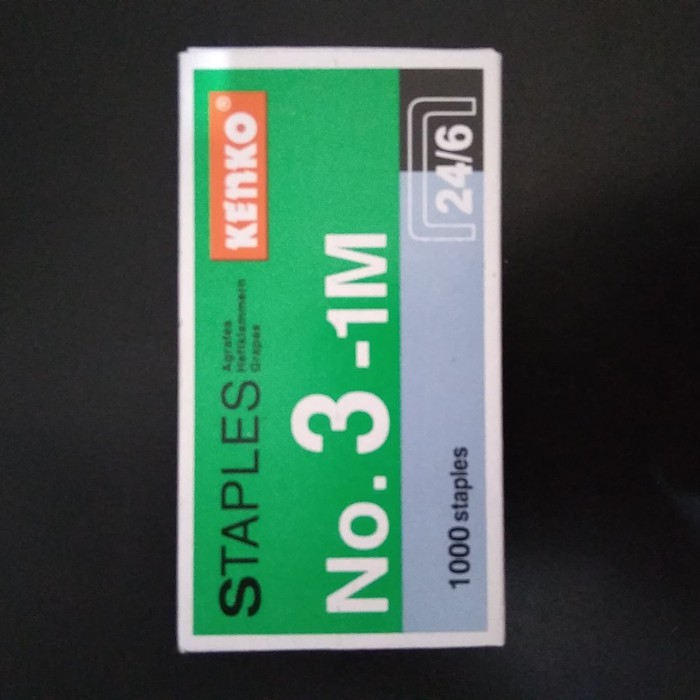 STAPLES
Agrafes
Heftklammern
Grapas
KENKO®
No. 3-1M
1000 staples
24/6